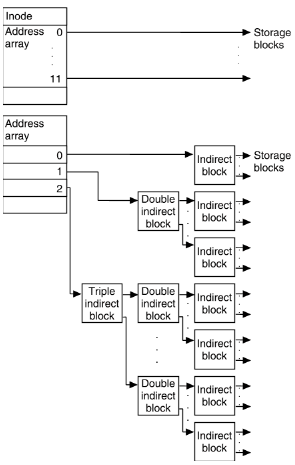 Inode
Address 0
array
11
Storage
blocks
Address
array
0
1
2
Indirect
block
Storage
blocks
Double
indirect
block
Indirect
block
Indirect
block
Triple
indirect
block
Double
indirect
block
Indirect
block
Indirect
block
Double
indirect
block
Indirect
block
Indirect
block